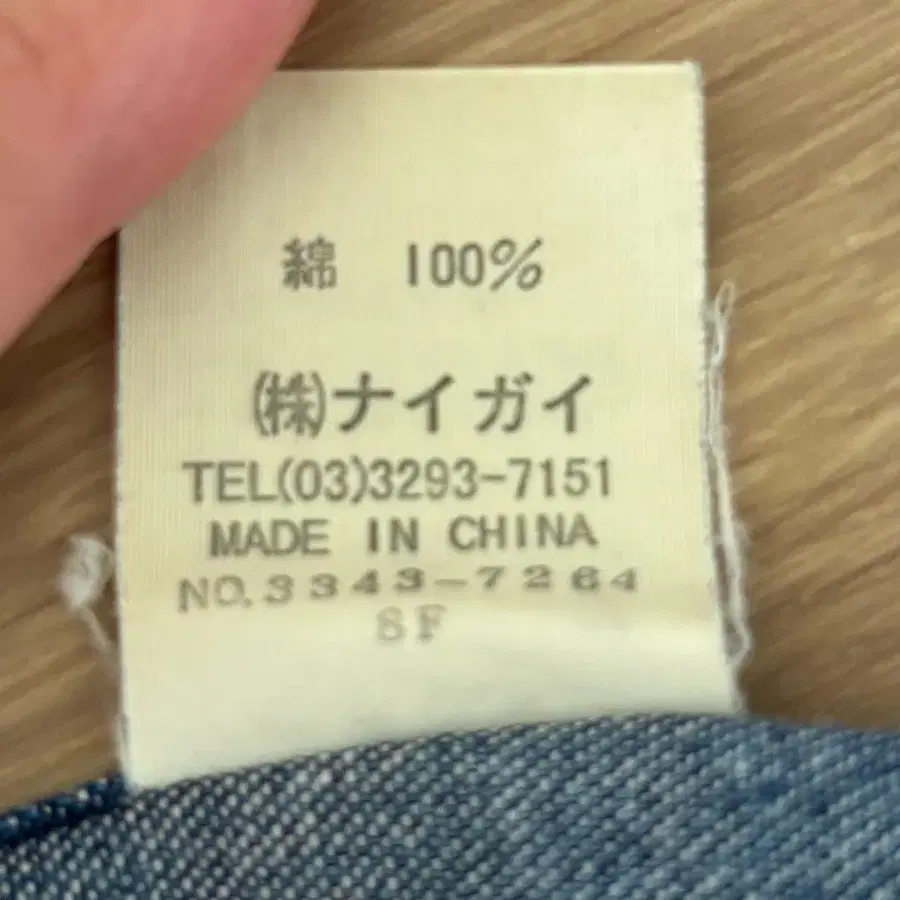 綿 100%
㈱ナイガイ
TEL(03)3293-7151
MADE IN CHINA
NO.3343-7264
SF